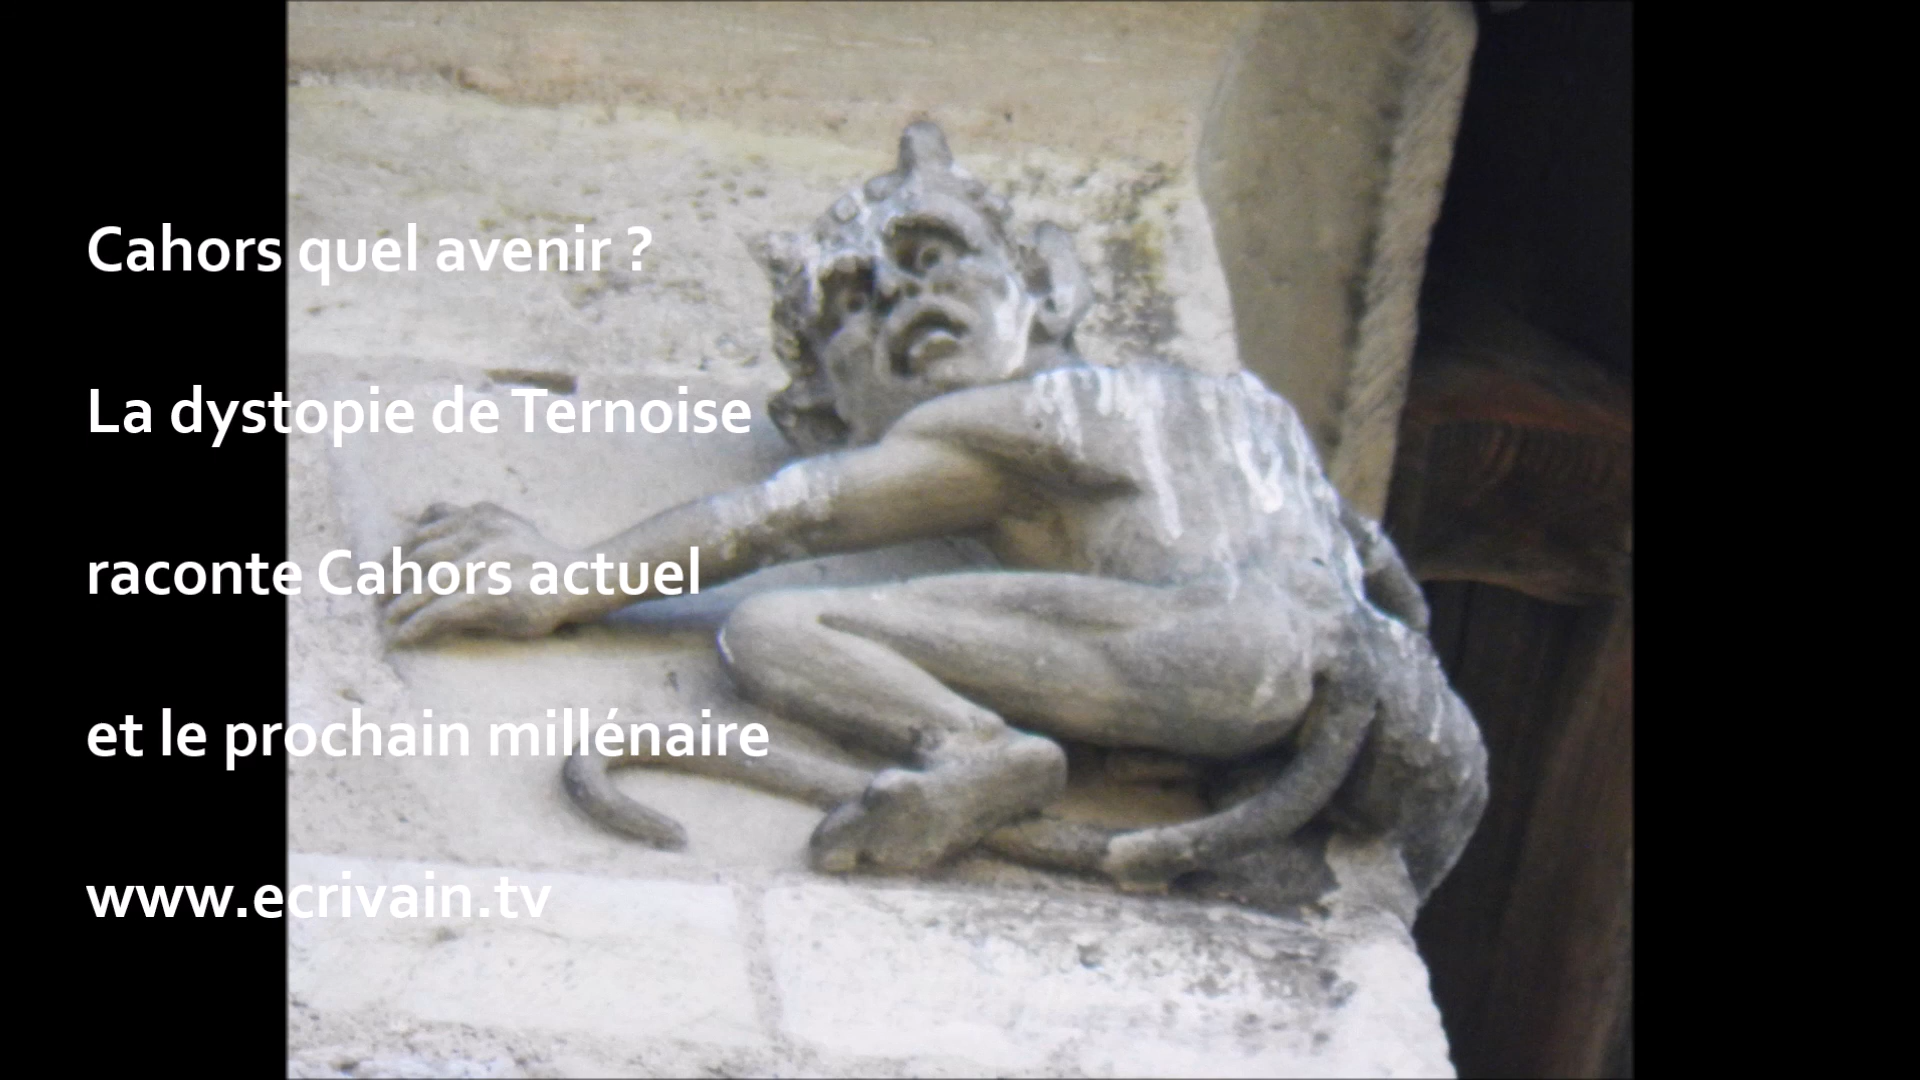 Cahors quel avenir ?
La dystopie de Ternoise
raconte Cahors actuel
et le prochain millénaire
www.ecrivain.tv